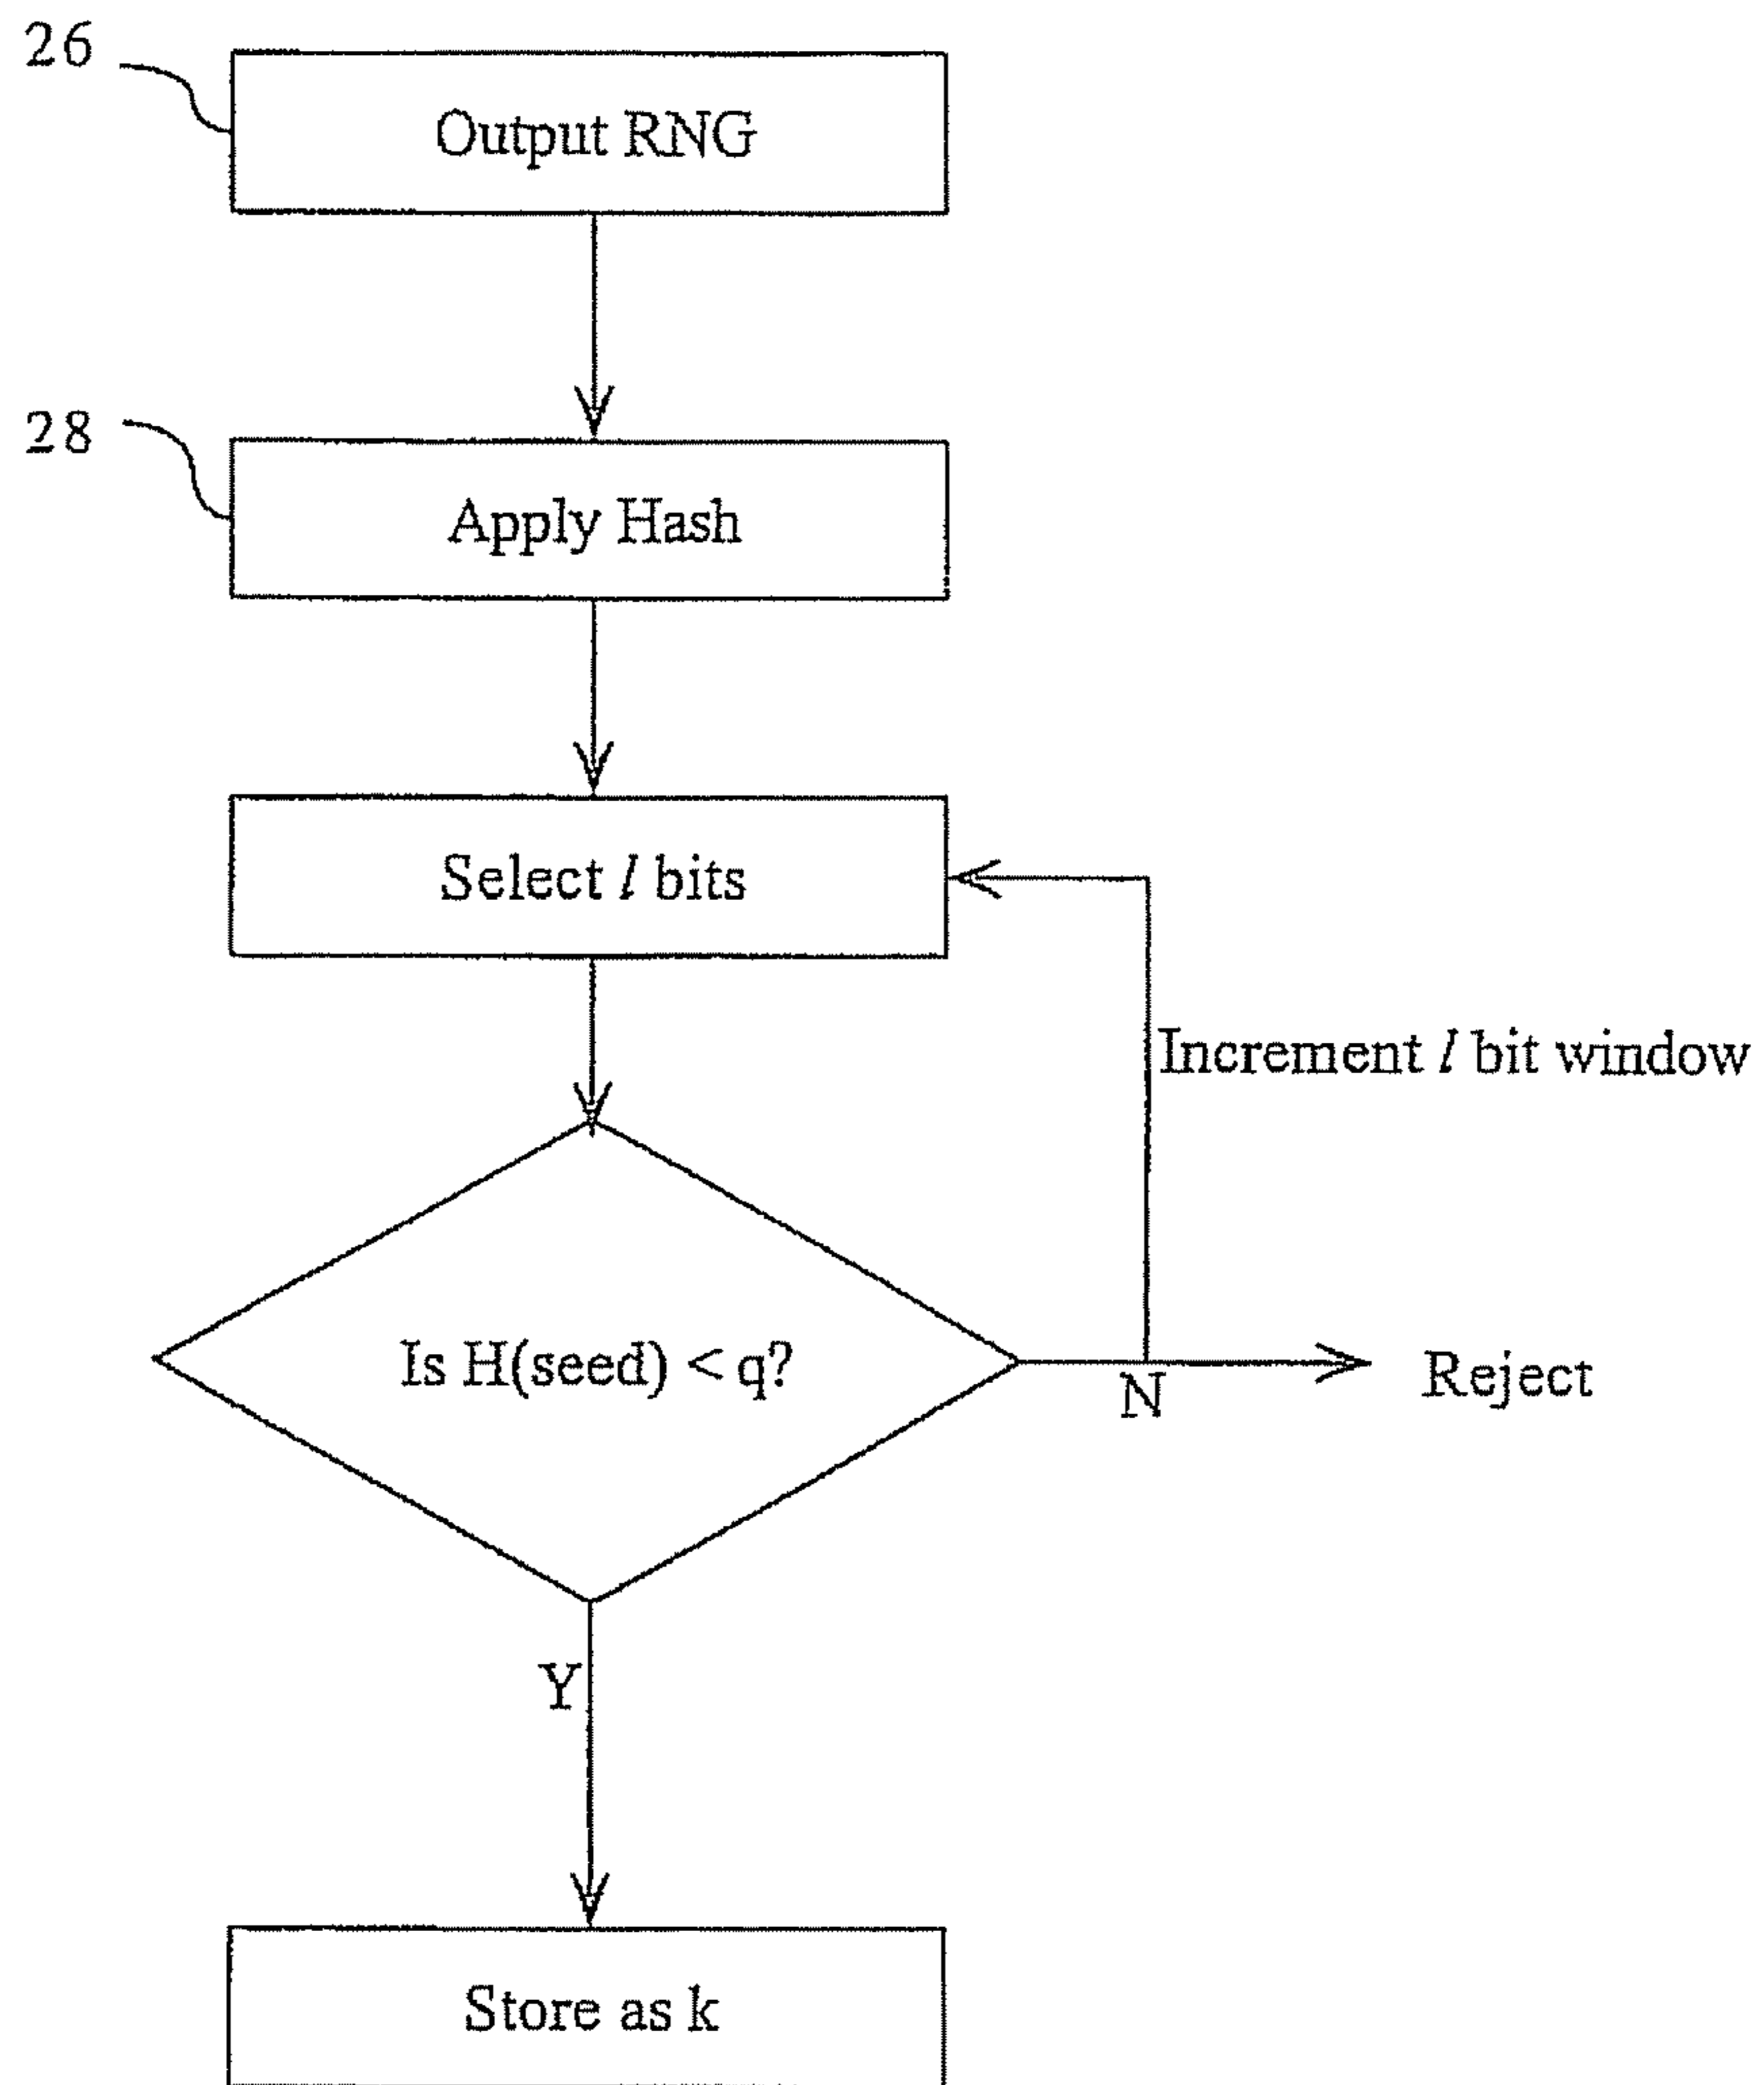 26
Output RNG
28
Apply Hash
Select l bits
Increment l bit window
Is H(seed) < q?
N
Reject
Y
Store as k